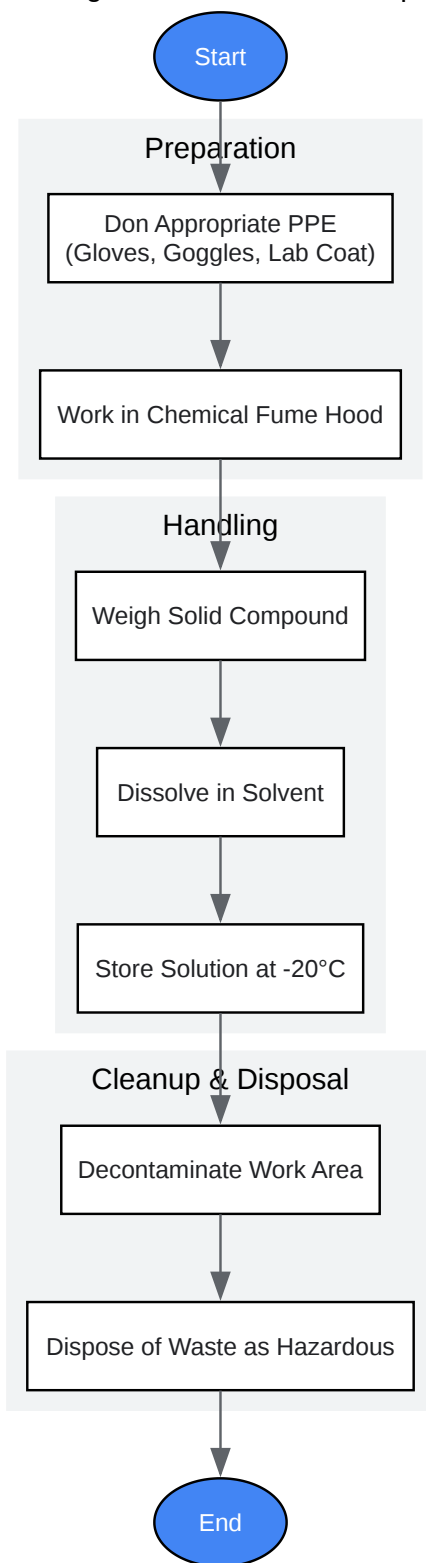 Start
Preparation
Don Appropriate PPE
(Gloves, Goggles, Lab Coat)
Work in Chemical Fume Hood
Handling
Weigh Solid Compound
Dissolve in Solvent
Store Solution at -20°C
Cleanup & Disposal
Decontaminate Work Area
Dispose of Waste as Hazardous
End